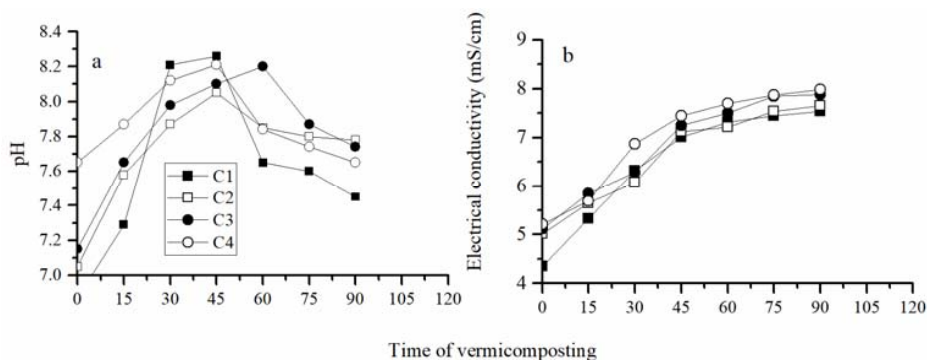 a
8.4
8.2
8.0
7.8
7.6
7.4
7.2
7.0
pH
C1
C2
C3
C4
0 15 30 45 60 75 90 105 120
b
9
8
7
6
5
4
Electrical conductivity (mS/cm)
0 15 30 45 60 75 90 105 120
Time of vermicomposting